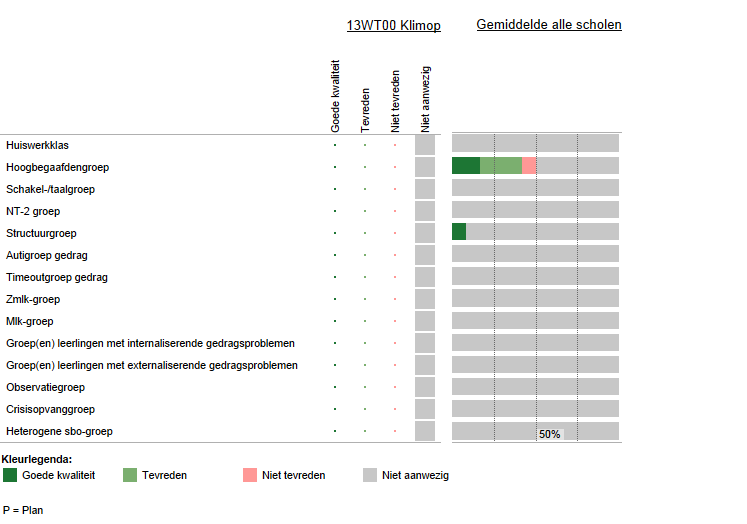 13WT00 Klimop
Gemiddelde alle scholen
Goede kwaliteit
Tevreden
Niet tevreden
Niet aanwezig
Huiswerkklas
Hoogbegaafdengroep
Schakel-/taalgroep
NT-2 groep
Structuurgroep
Autigroep gedrag
Timeoutgroep gedrag
Zmlk-groep
Mlk-groep
Groep(en) leerlingen met internaliserende gedragsproblemen
Groep(en) leerlingen met externaliserende gedragsproblemen
Observatiegroep
Crisisopvanggroep
Heterogene sbo-groep
50%
Kleurlegenda:
Goede kwaliteit Tevreden Niet tevreden Niet aanwezig
P = Plan